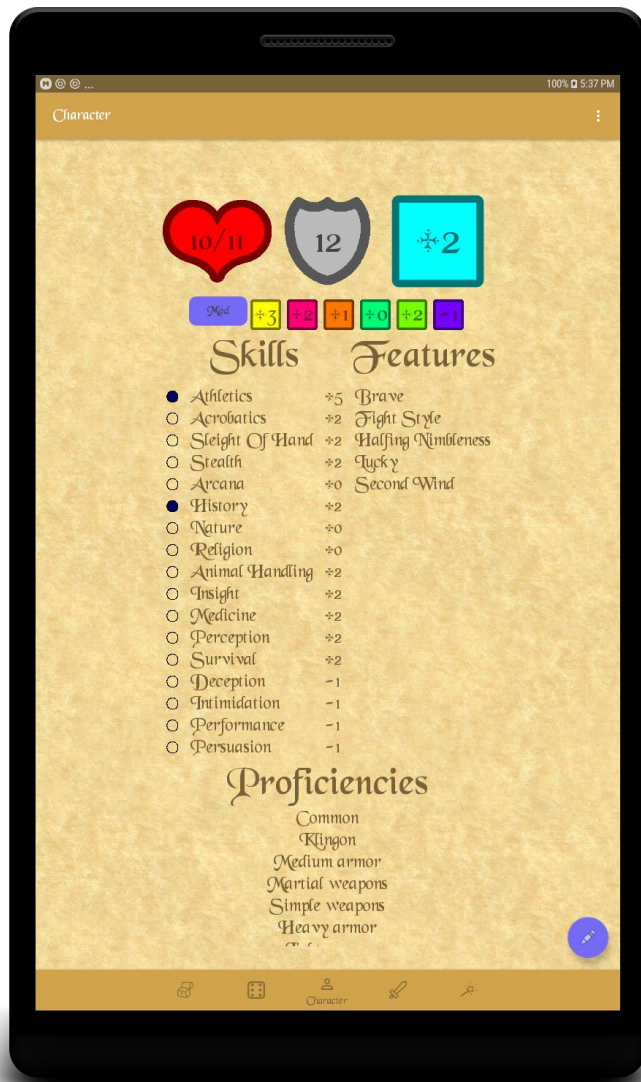 ... 100% 5:37 PM
Character
10/11 12 +2
Mod +3 +2 +1 +0 +2 -1
Skills Features
Athletics +5 Brave
Acrobatics +2 Fight Style
Sleight Of Hand +2 Halfing Nimbleness
Stealth +2 Lucky
Arcana +0 Second Wind
History +2
Nature +0
Religion +0
Animal Handling +2
Insight +2
Medicine +2
Perception +2
Survival +2
Deception -1
Intimidation -1
Performance -1
Persuasion -1
Proficiencies
Common
Klingon
Medium armor
Martial weapons
Simple weapons
Heavy armor
Character